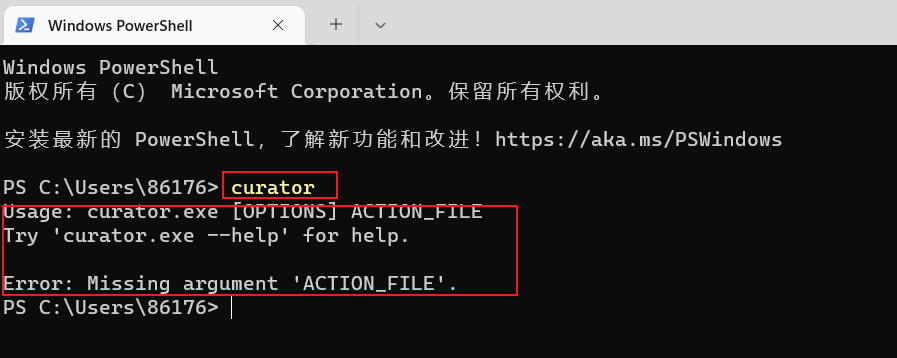 Windows PowerShell
Windows PowerShell
版权所有 (C) Microsoft Corporation。保留所有权利。
安装最新的 PowerShell，了解新功能和改进！https://aka.ms/PSWindows
PS C:\Users\86176> curator
Usage: curator.exe [OPTIONS] ACTION_FILE
Try 'curator.exe --help' for help.
Error: Missing argument 'ACTION_FILE'.
PS C:\Users\86176>